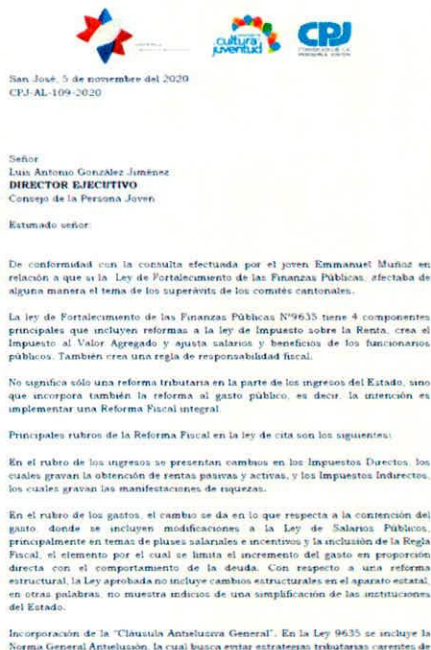 cultura
juventud
CPJ
San José, 5 de noviembre del 2020
CPJ-AL-109-2020
Señor
Luis Antonio González Jiménez
DIRECTOR EJECUTIVO
Consejo de la Persona Joven
Estimado señor:
De conformidad con la consulta efectuada por el joven Emmanuel Muñoz en
relación a que si la Ley de Fortalecimiento de las Finanzas Públicas, afectaba de
alguna manera el tema de los superávits de los comités cantonales.
La ley de Fortalecimiento de las Finanzas Públicas N°9635 tiene 4 componentes
principales que incluyen reformas a la ley de Impuesto sobre la Renta, crea el
Impuesto al Valor Agregado y ajusta salarios y beneficios de los funcionarios
públicos. También crea una regla de responsabilidad fiscal.
No significa sólo una reforma tributaria en la parte de los ingresos del Estado, sino
que incorpora también la reforma al gasto público, es decir, la intención es
implementar una Reforma Fiscal integral.
Principales rubros de la Reforma Fiscal en la ley de cita son los siguientes:
En el rubro de los ingresos se presentan cambios en los Impuestos Directos, los
cuales gravan la obtención de rentas pasivas y activas, y los Impuestos Indirectos,
los cuales gravan las manifestaciones de riquezas.
En el rubro de los gastos, el cambio se da en lo que respecta a la contención del
gasto, donde se incluyen modificaciones a la Ley de Salarios Públicos,
principalmente en temas de pluses salariales e incentivos y la inclusión de la Regla
Fiscal, el elemento por el cual se limita el incremento del gasto en proporción
directa con el comportamiento de la deuda. Con respecto a una reforma
estructural, la Ley aprobada no incluye cambios estructurales en el aparato estatal,
en otras palabras, no muestra indicios de una simplificación de las instituciones
del Estado.
Incorporación de la "Cláusula Antielusiva General". En la Ley 9635 se incluye la
Norma General Antielusión, la cual busca evitar estrategias tributarias carentes de